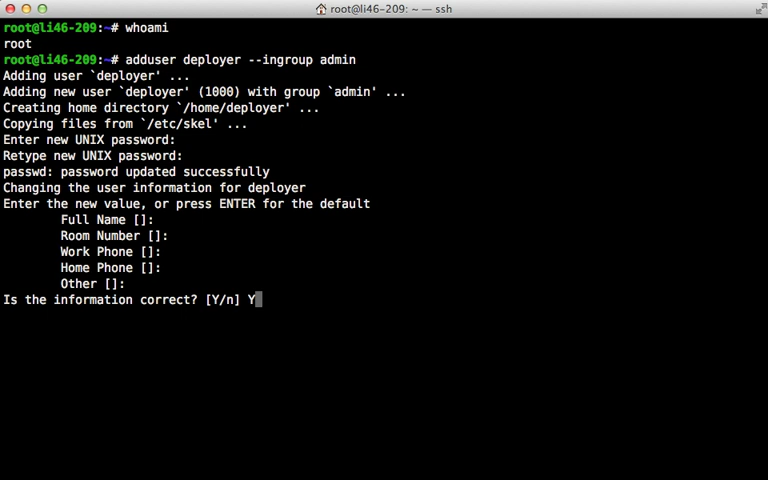 root@li46-209: ~ — ssh
root@li46-209:~# whoami
root
root@li46-209:~# adduser deployer --ingroup admin
Adding user `deployer' ...
Adding new user `deployer' (1000) with group `admin' ...
Creating home directory `/home/deployer' ...
Copying files from `/etc/skel' ...
Enter new UNIX password:
Retype new UNIX password:
passwd: password updated successfully
Changing the user information for deployer
Enter the new value, or press ENTER for the default
Full Name []:
Room Number []:
Work Phone []:
Home Phone []:
Other []:
Is the information correct? [Y/n] Y